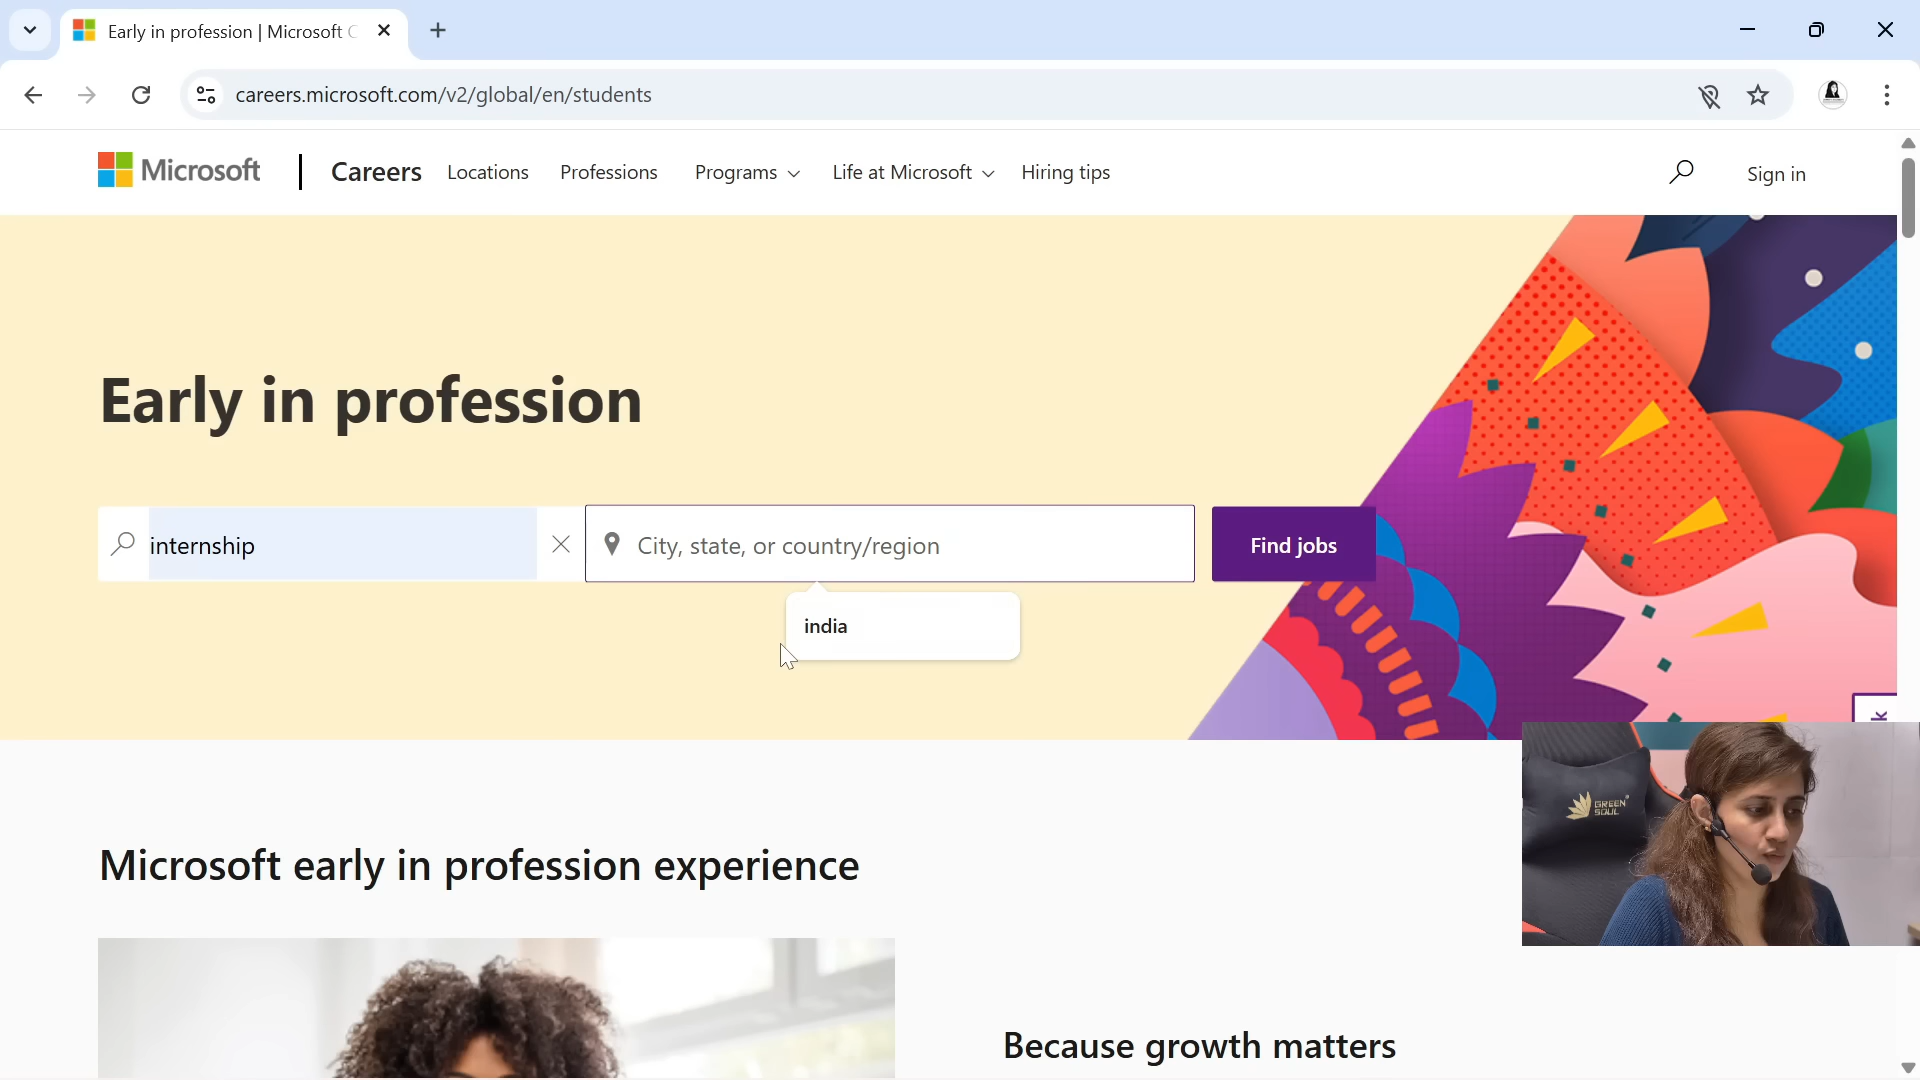 Early in profession | Microsoft C
careers.microsoft.com/v2/global/en/students
Microsoft
Careers
Locations
Professions
Programs
Life at Microsoft
Hiring tips
Sign in
Early in profession
internship
City, state, or country/region
Find jobs
india
k
GREEN
SOUL
Microsoft early in profession experience
Because growth matters